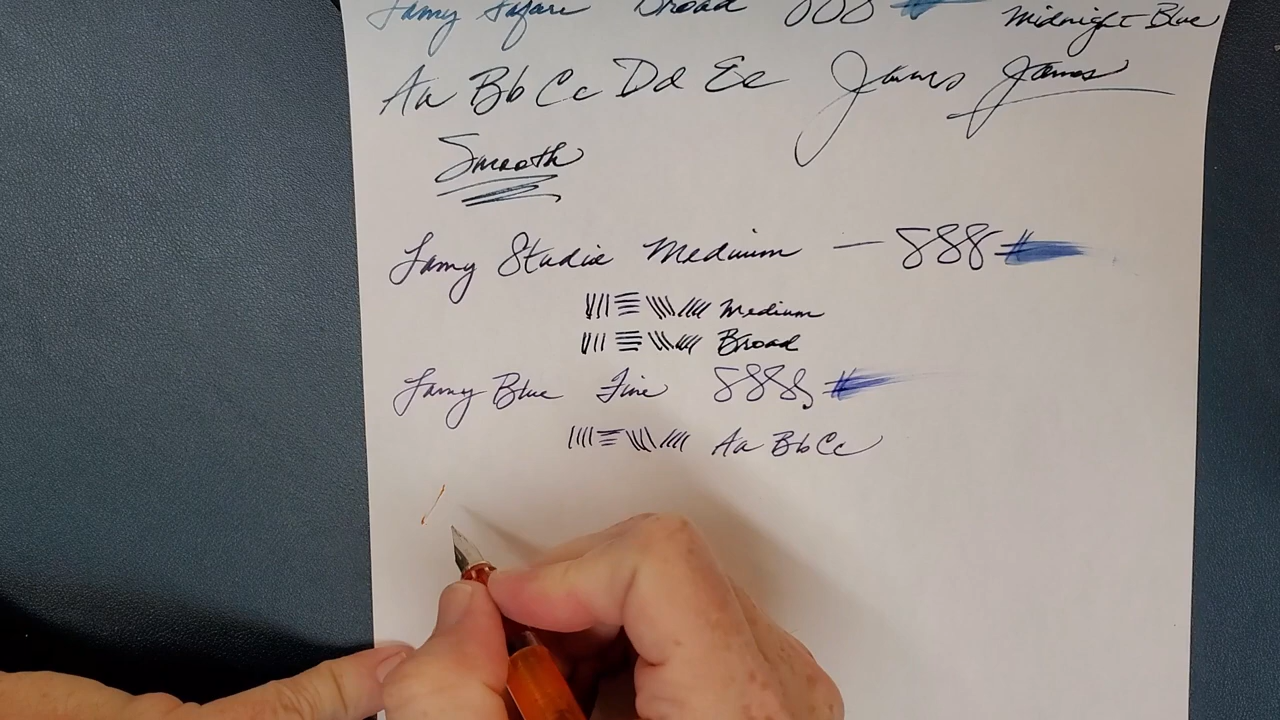 Lamy Safari Broad 888 Midnight Blue
Aa Bb Cc Dd Ee James James
Smooth
Lamy Studio Medium — 888
Medium
Broad
Lamy Blue Fine 888s
Aa Bb Cc